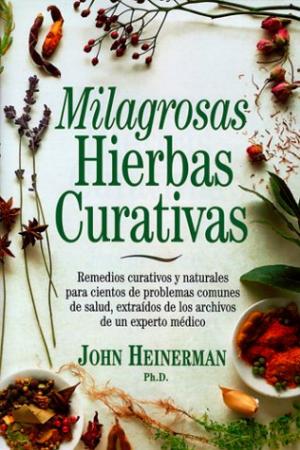 Milagrosas
Hierbas
Curativas
Remedios curativos y naturales
para cientos de problemas comunes
de salud, extraídos de los archivos
de un experto médico
JOHN HEINERMAN
Ph.D.